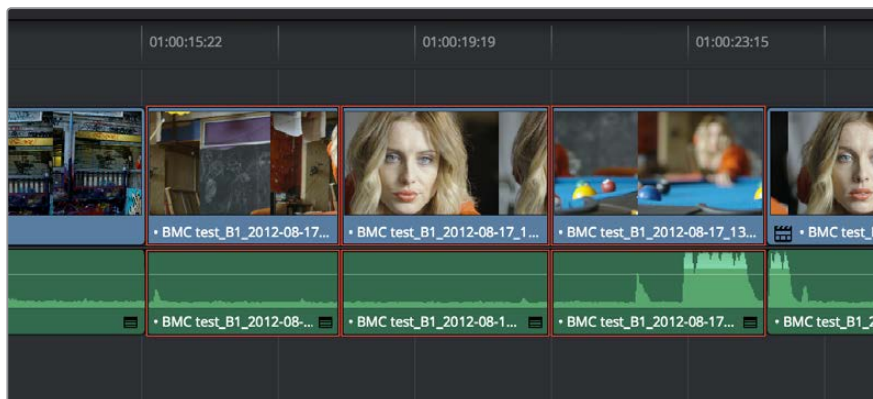 01:00:15:22
01:00:19:19
01:00:23:15
• BMC test_B1_2012-08-17...
• BMC test_B1_2012-08-17_1...
• BMC test_B1_2012-08-17_13...
• BMC test_
• BMC test_B1_2012-08-...
• BMC test_B1_2012-08-1...
• BMC test_B1_2012-08-17...
• BMC test_B1_2